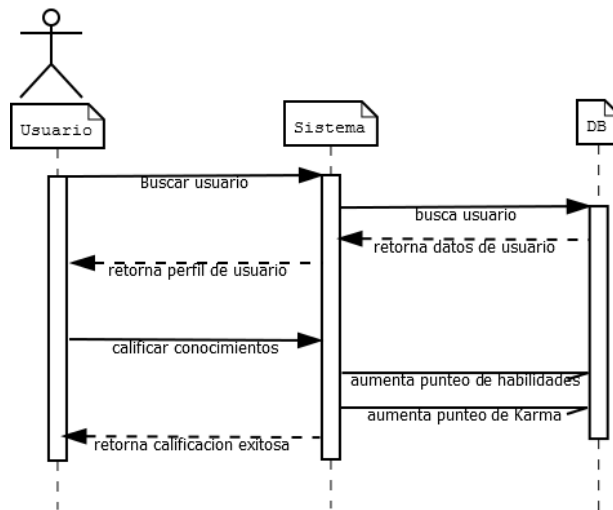 Usuario
Sistema
DB
Buscar usuario
busca usuario
retorna datos de usuario
retorna perfil de usuario
calificar conocimientos
aumenta punteo de habilidades
aumenta punteo de Karma
retorna calificacion exitosa